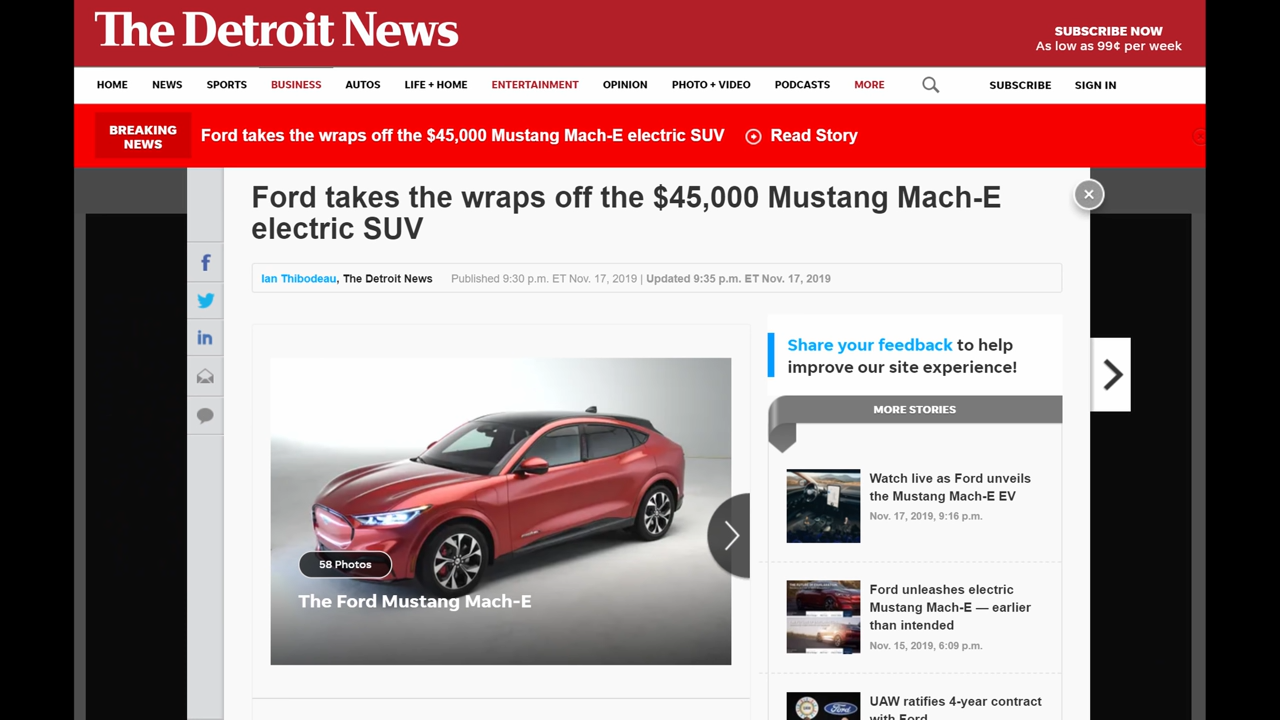 The Detroit News
SUBSCRIBE NOW
As low as 99¢ per week
HOME NEWS SPORTS BUSINESS AUTOS LIFE + HOME ENTERTAINMENT OPINION PHOTO + VIDEO PODCASTS MORE SUBSCRIBE SIGN IN
BREAKING
NEWS
Ford takes the wraps off the $45,000 Mustang Mach-E electric SUV Read Story
Ford takes the wraps off the $45,000 Mustang Mach-E
electric SUV
Ian Thibodeau, The Detroit News Published 9:30 p.m. ET Nov. 17, 2019 | Updated 9:35 p.m. ET Nov. 17, 2019
58 Photos
The Ford Mustang Mach-E
Share your feedback to help
improve our site experience!
MORE STORIES
Watch live as Ford unveils
the Mustang Mach-E EV
Nov. 17, 2019, 9:16 p.m.
Ford unleashes electric
Mustang Mach-E — earlier
than intended
Nov. 15, 2019, 6:09 p.m.
Ford
UAW ratifies 4-year contract
with Ford